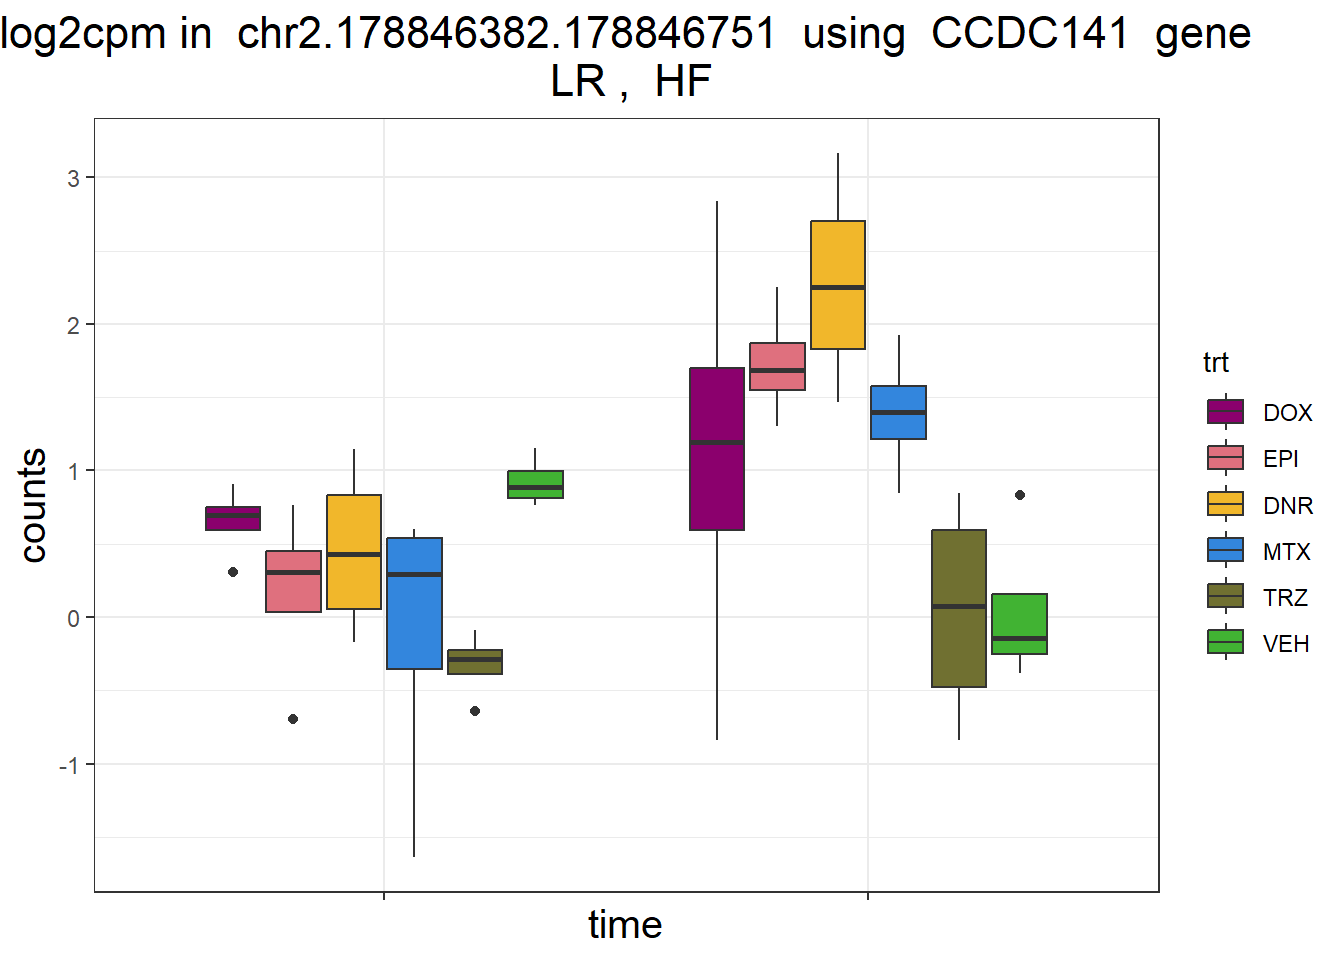 log2cpm in  chr2.178846382.178846751  using  CCDC141  gene
LR ,  HF
3
2
1
0
-1
counts
time
trt
DOX
EPI
DNR
MTX
TRZ
VEH